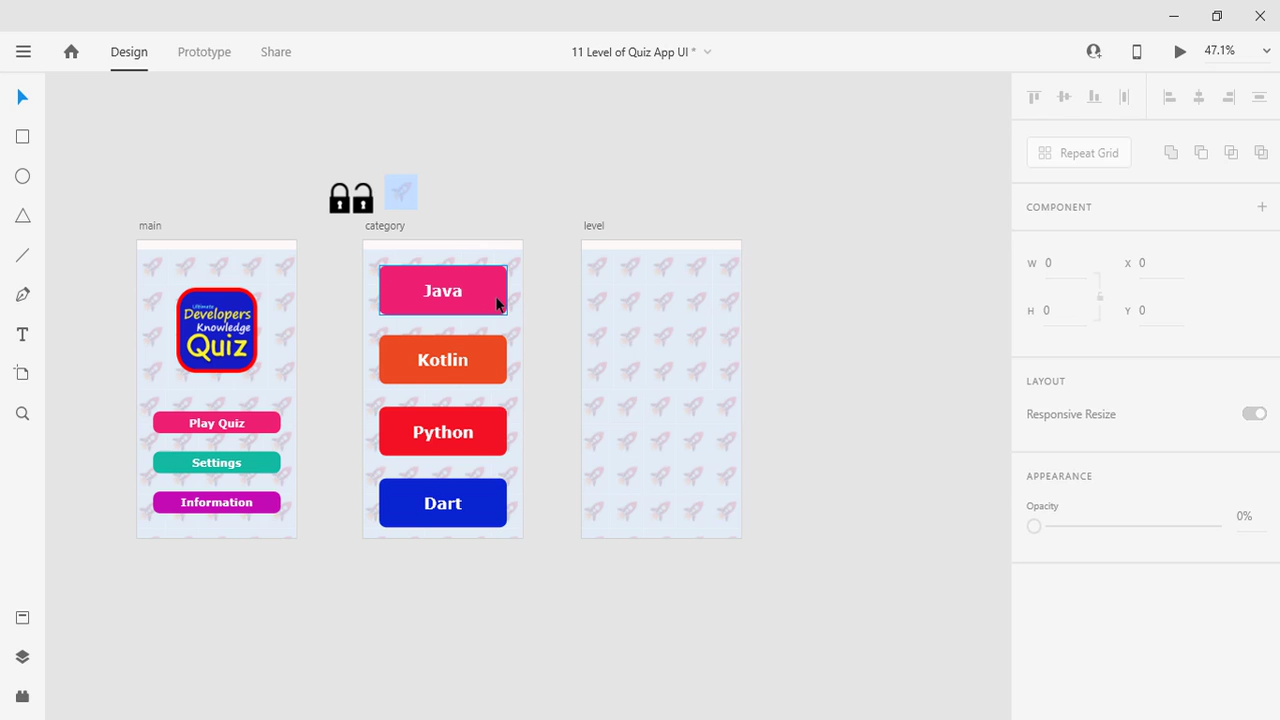 Design
Prototype
Share
11 Level of Quiz App UI *
47.1%
Repeat Grid
COMPONENT
W 0
X 0
H 0
Y 0
LAYOUT
Responsive Resize
APPEARANCE
Opacity
0%
main
category
level
Ultimate
Developers
Knowledge
Quiz
Play Quiz
Settings
Information
Java
Kotlin
Python
Dart